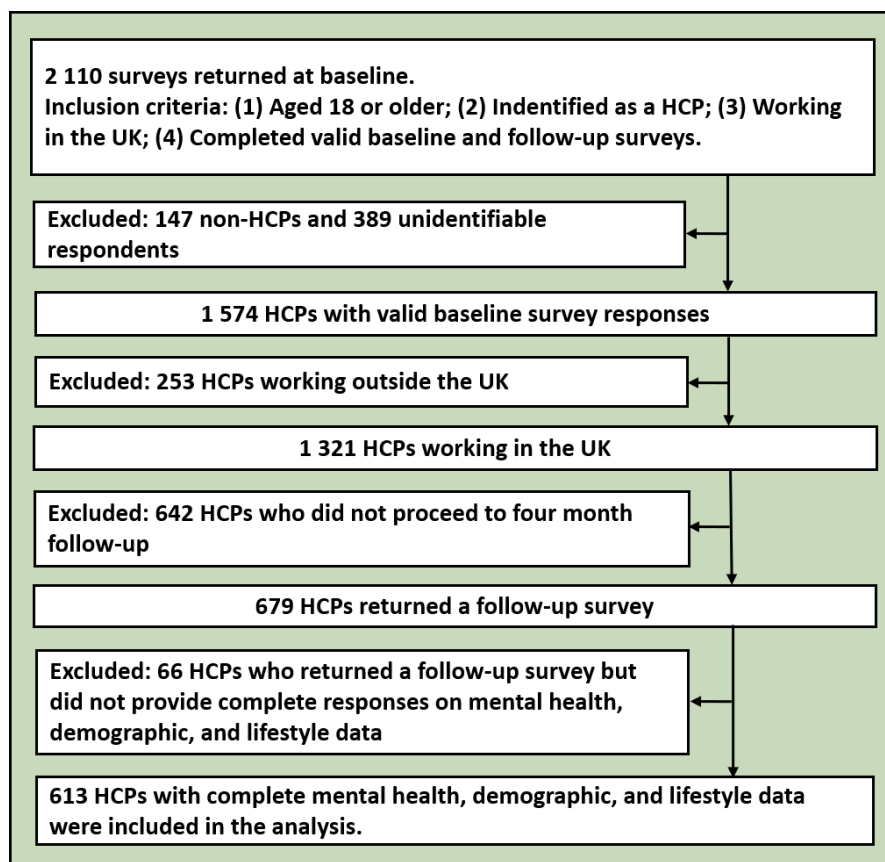 2 110 surveys returned at baseline.
Inclusion criteria: (1) Aged 18 or older; (2) Indentified as a HCP; (3) Working
in the UK; (4) Completed valid baseline and follow-up surveys.
Excluded: 147 non-HCPs and 389 unidentifiable
respondents
1 574 HCPs with valid baseline survey responses
Excluded: 253 HCPs working outside the UK
1 321 HCPs working in the UK
Excluded: 642 HCPs who did not proceed to four month
follow-up
679 HCPs returned a follow-up survey
Excluded: 66 HCPs who returned a follow-up survey but
did not provide complete responses on mental health,
demographic, and lifestyle data
613 HCPs with complete mental health, demographic, and lifestyle data
were included in the analysis.